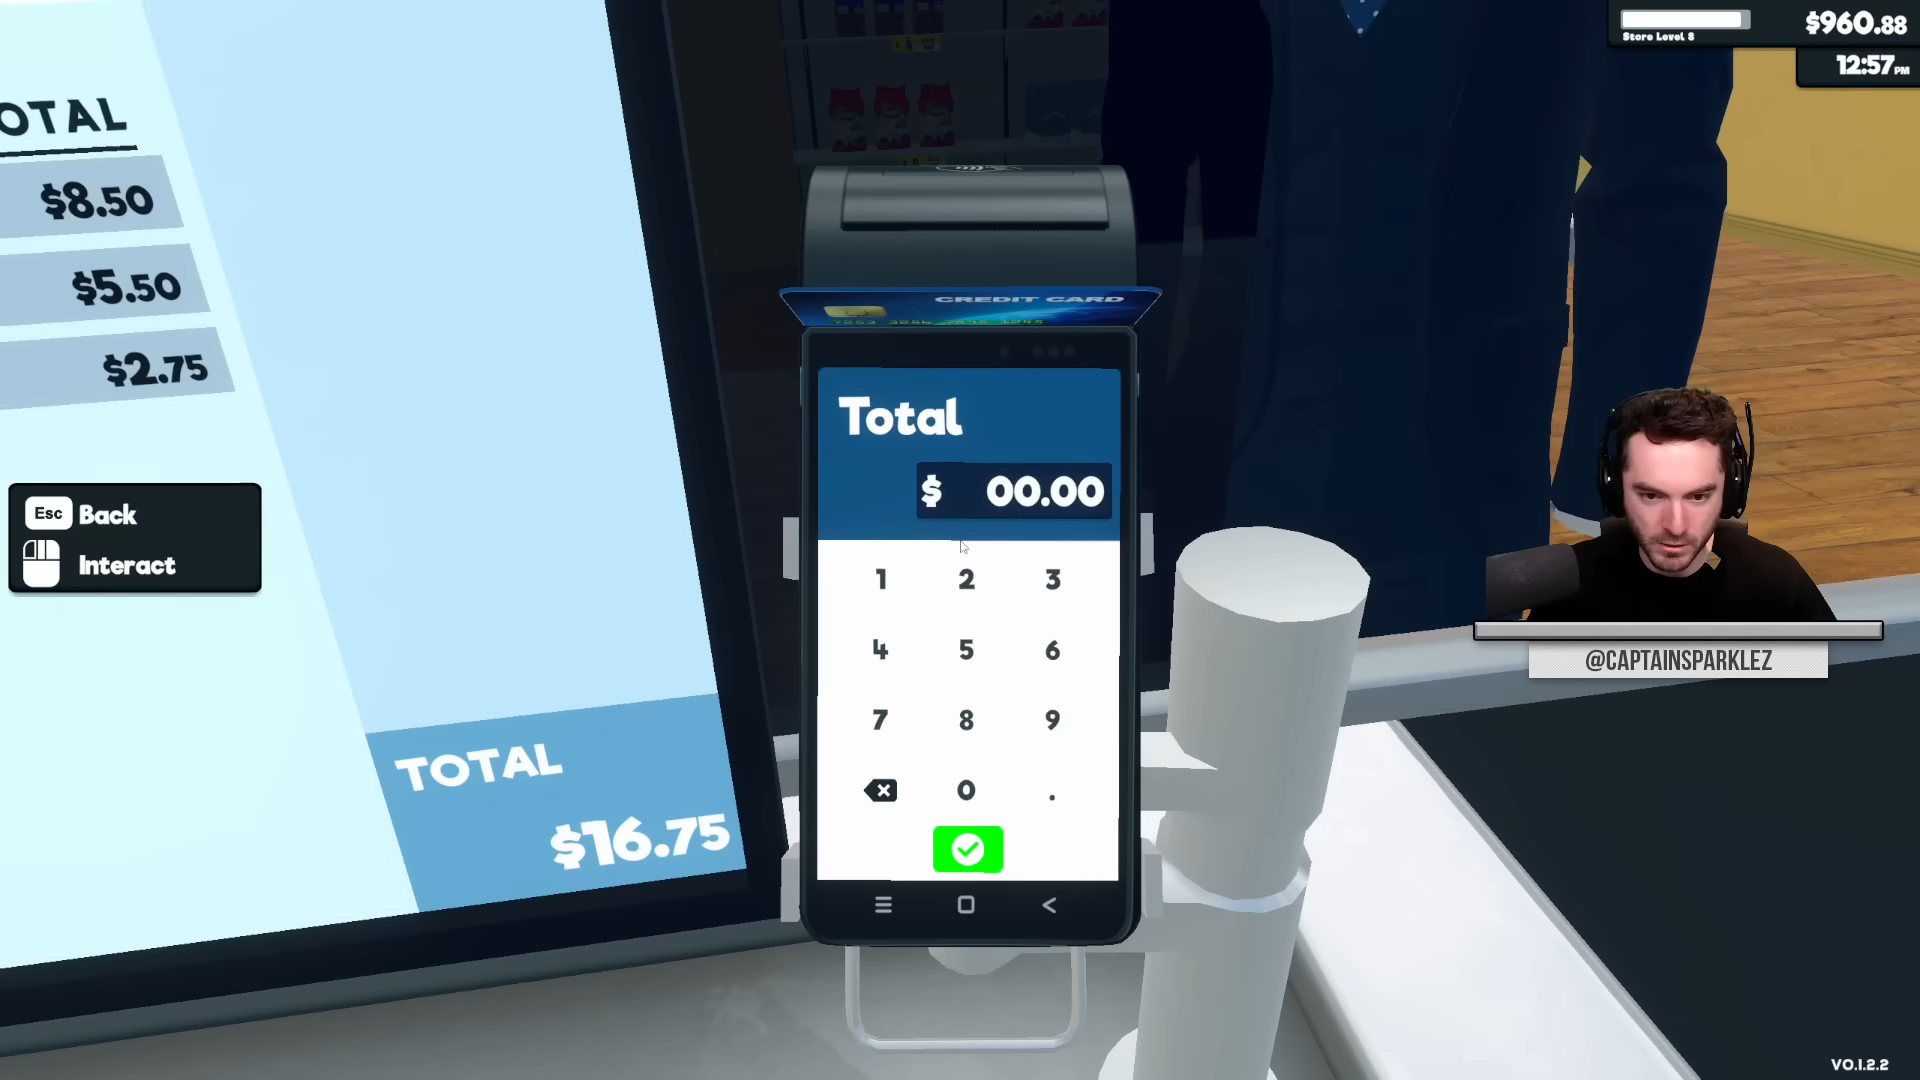 Store Level 8
$960.88
12:57PM
OTAL
$8.50
$5.50
$2.75
Esc Back
Interact
TOTAL
$16.75
CREDIT CARD
Total
$ 00.00
1 2 3
4 5 6
7 8 9
0 .
@CAPTAINSPARKLEZ
V0.1.2.2